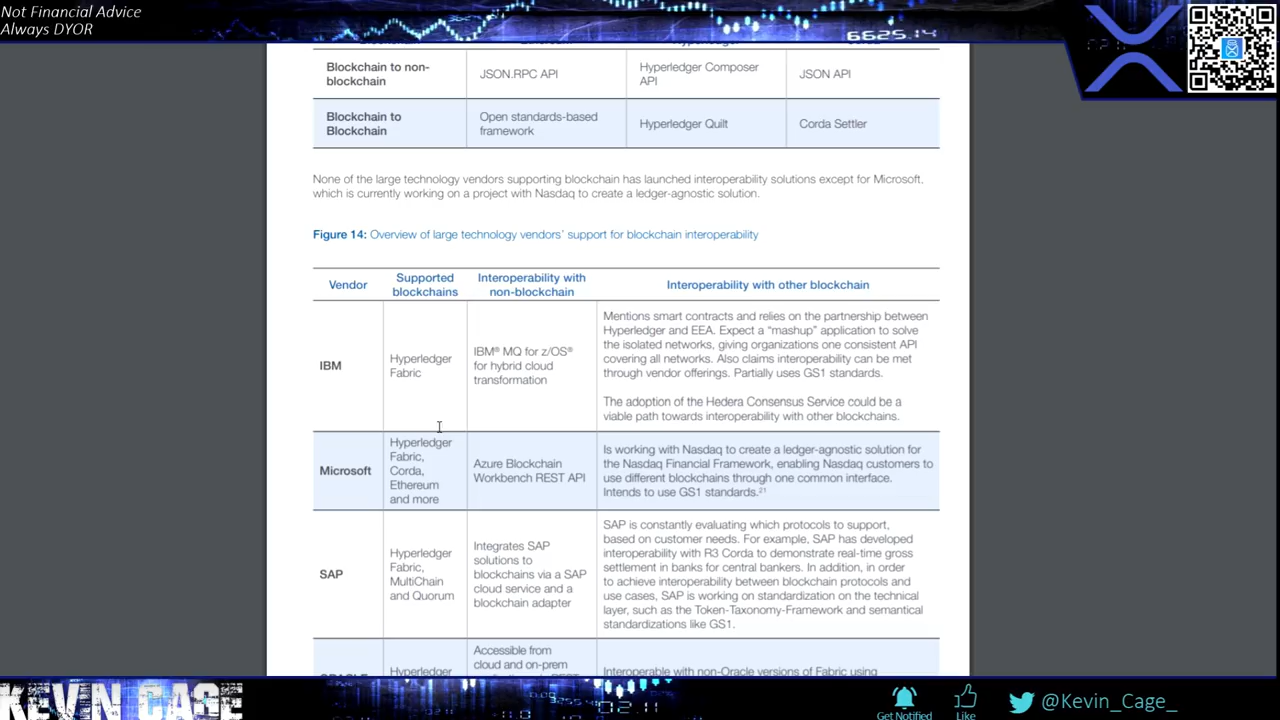 Not Financial Advice
Always DYOR
6625.14
Blockchain to non-
blockchain
JSON.RPC API
Hyperledger Composer
API
JSON API
Blockchain to
Blockchain
Open standards-based
framework
Hyperledger Quilt
Corda Settler
None of the large technology vendors supporting blockchain has launched interoperability solutions except for Microsoft,
which is currently working on a project with Nasdaq to create a ledger-agnostic solution.
Figure 14: Overview of large technology vendors' support for blockchain interoperability
Vendor
Supported
blockchains
Interoperability with
non-blockchain
Interoperability with other blockchain
IBM
Hyperledger
Fabric
IBM® MQ for z/OS®
for hybrid cloud
transformation
Mentions smart contracts and relies on the partnership between
Hyperledger and EEA. Expect a “mashup” application to solve
the isolated networks, giving organizations one consistent API
covering all networks. Also claims interoperability can be met
through vendor offerings. Partially uses GS1 standards.
The adoption of the Hedera Consensus Service could be a
viable path towards interoperability with other blockchains.
Microsoft
Hyperledger
Fabric,
Corda,
Ethereum
and more
Azure Blockchain
Workbench REST API
Is working with Nasdaq to create a ledger-agnostic solution for
the Nasdaq Financial Framework, enabling Nasdaq customers to
use different blockchains through one common interface.
Intends to use GS1 standards.²¹
SAP
Hyperledger
Fabric,
MultiChain
and Quorum
Integrates SAP
solutions to
blockchains via a SAP
cloud service and a
blockchain adapter
SAP is constantly evaluating which protocols to support,
based on customer needs. For example, SAP has developed
interoperability with R3 Corda to demonstrate real-time gross
settlement in banks for central bankers. In addition, in order
to achieve interoperability between blockchain protocols and
use cases, SAP is working on standardization on the technical
layer, such as the Token-Taxonomy-Framework and semantical
standardizations like GS1.
ORACLE
Hyperledger
Accessible from
cloud and on-prem
Interoperable with non-Oracle versions of Fabric using
KEVIN CAGE
Get Notified
Like
@Kevin_Cage_